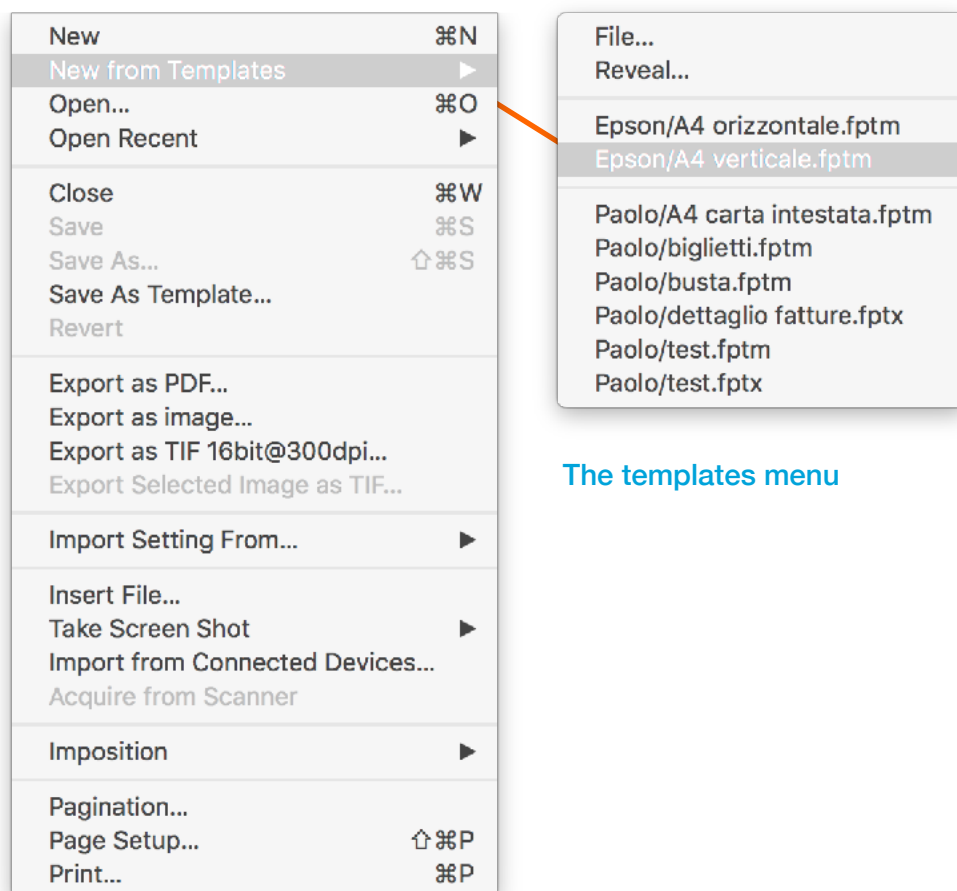 New ⌘N
New from Templates ▶
Open... ⌘O
Open Recent ▶
Close ⌘W
Save ⌘S
Save As... ⇧⌘S
Save As Template...
Revert
Export as PDF...
Export as image...
Export as TIF 16bit@300dpi...
Export Selected Image as TIF...
Import Setting From... ▶
Insert File...
Take Screen Shot ▶
Import from Connected Devices...
Acquire from Scanner
Imposition ▶
Pagination...
Page Setup... ⇧⌘P
Print... ⌘P
File...
Reveal...
Epson/A4 orizzontale.fptm
Epson/A4 verticale.fptm
Paolo/A4 carta intestata.fptm
Paolo/biglietti.fptm
Paolo/busta.fptm
Paolo/dettaglio fatture.fptx
Paolo/test.fptm
Paolo/test.fptx
The templates menu